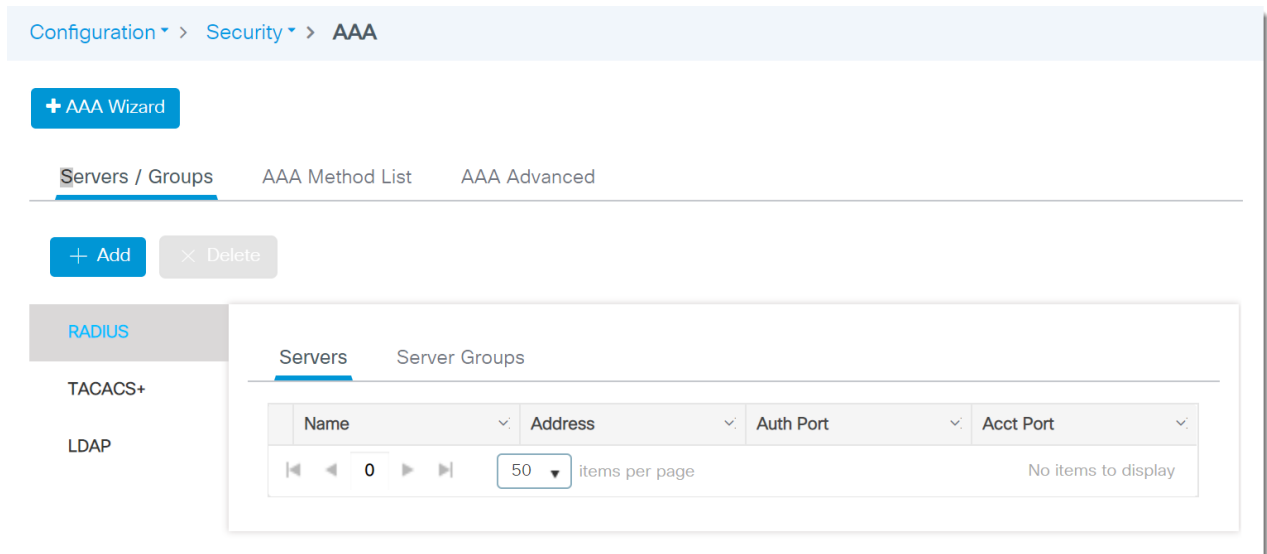 Configuration > Security > AAA
+ AAA Wizard
Servers / Groups AAA Method List AAA Advanced
+ Add × Delete
RADIUS
TACACS+
LDAP
Servers Server Groups
Name Address Auth Port Acct Port
0 50 items per page No items to display